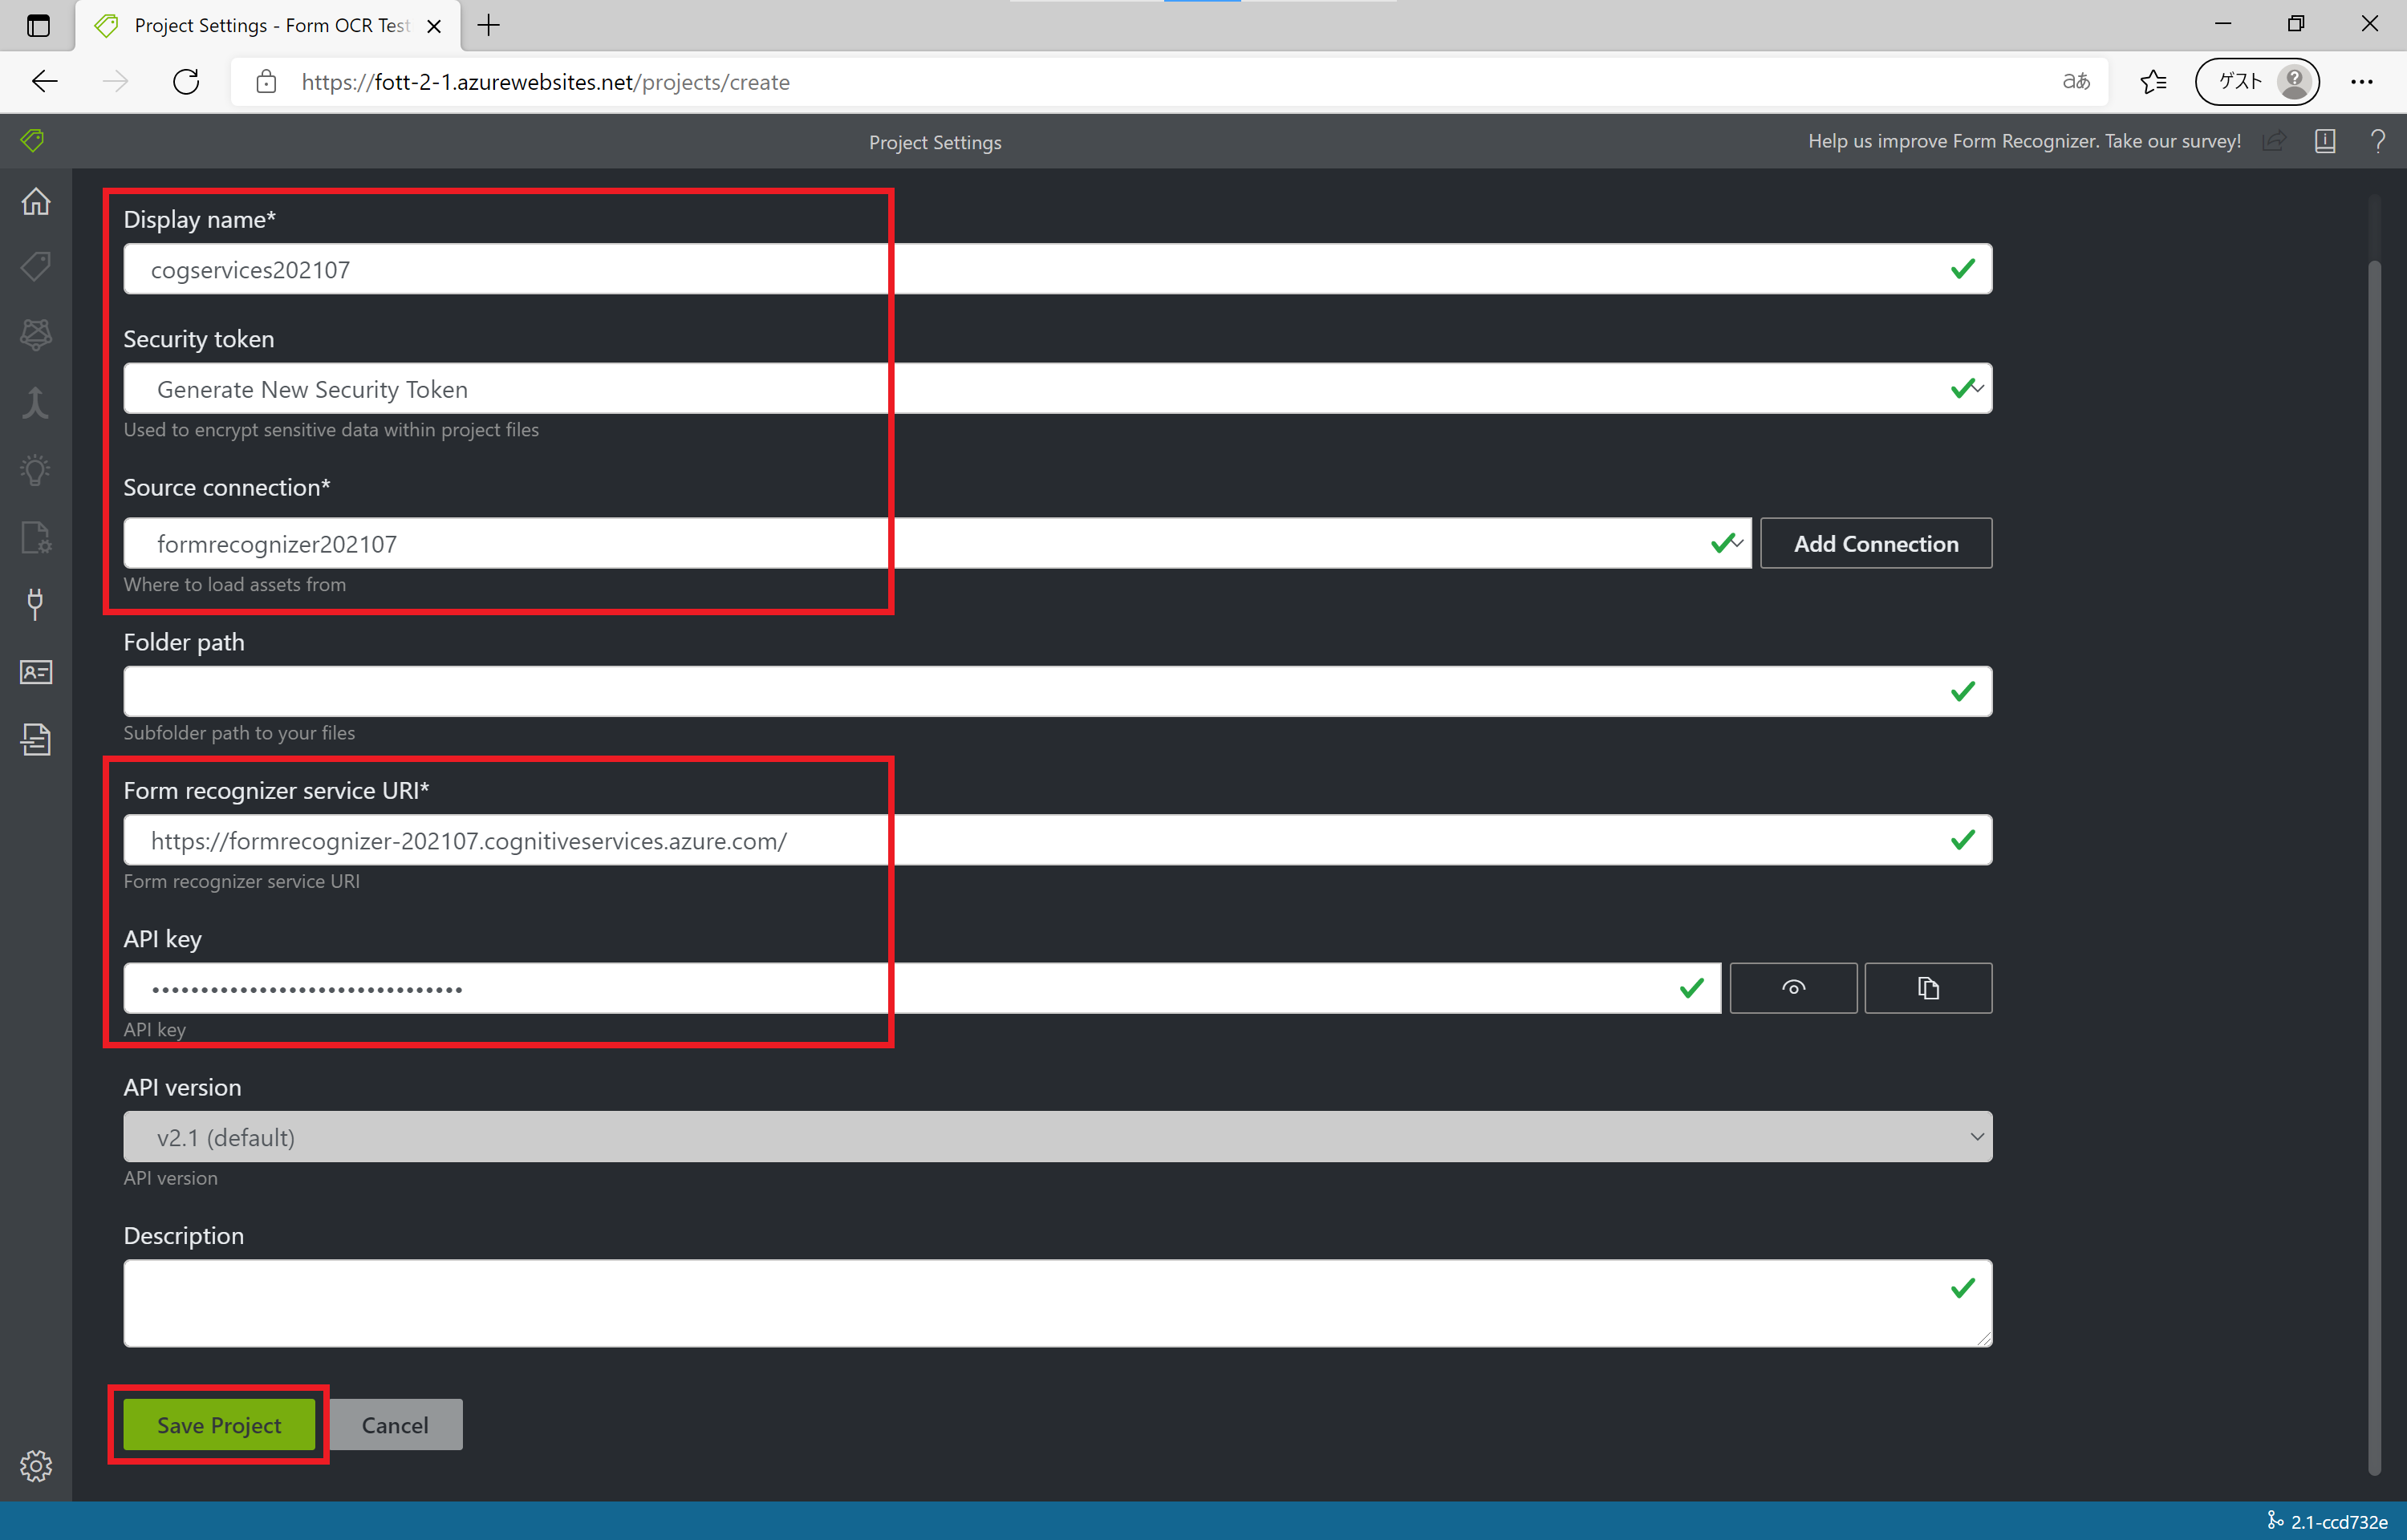 Project Settings - Form OCR Test
https://fott-2-1.azurewebsites.net/projects/create
aあ
ゲスト
Project Settings
Help us improve Form Recognizer. Take our survey!
Display name*
cogservices202107
Security token
Generate New Security Token
Used to encrypt sensitive data within project files
Source connection*
formrecognizer202107
Add Connection
Where to load assets from
Folder path
Subfolder path to your files
Form recognizer service URI*
https://formrecognizer-202107.cognitiveservices.azure.com/
Form recognizer service URI
API key
••••••••••••••••••••••••••••••••
API key
API version
v2.1 (default)
API version
Description
Save Project
Cancel
2.1-ccd732e